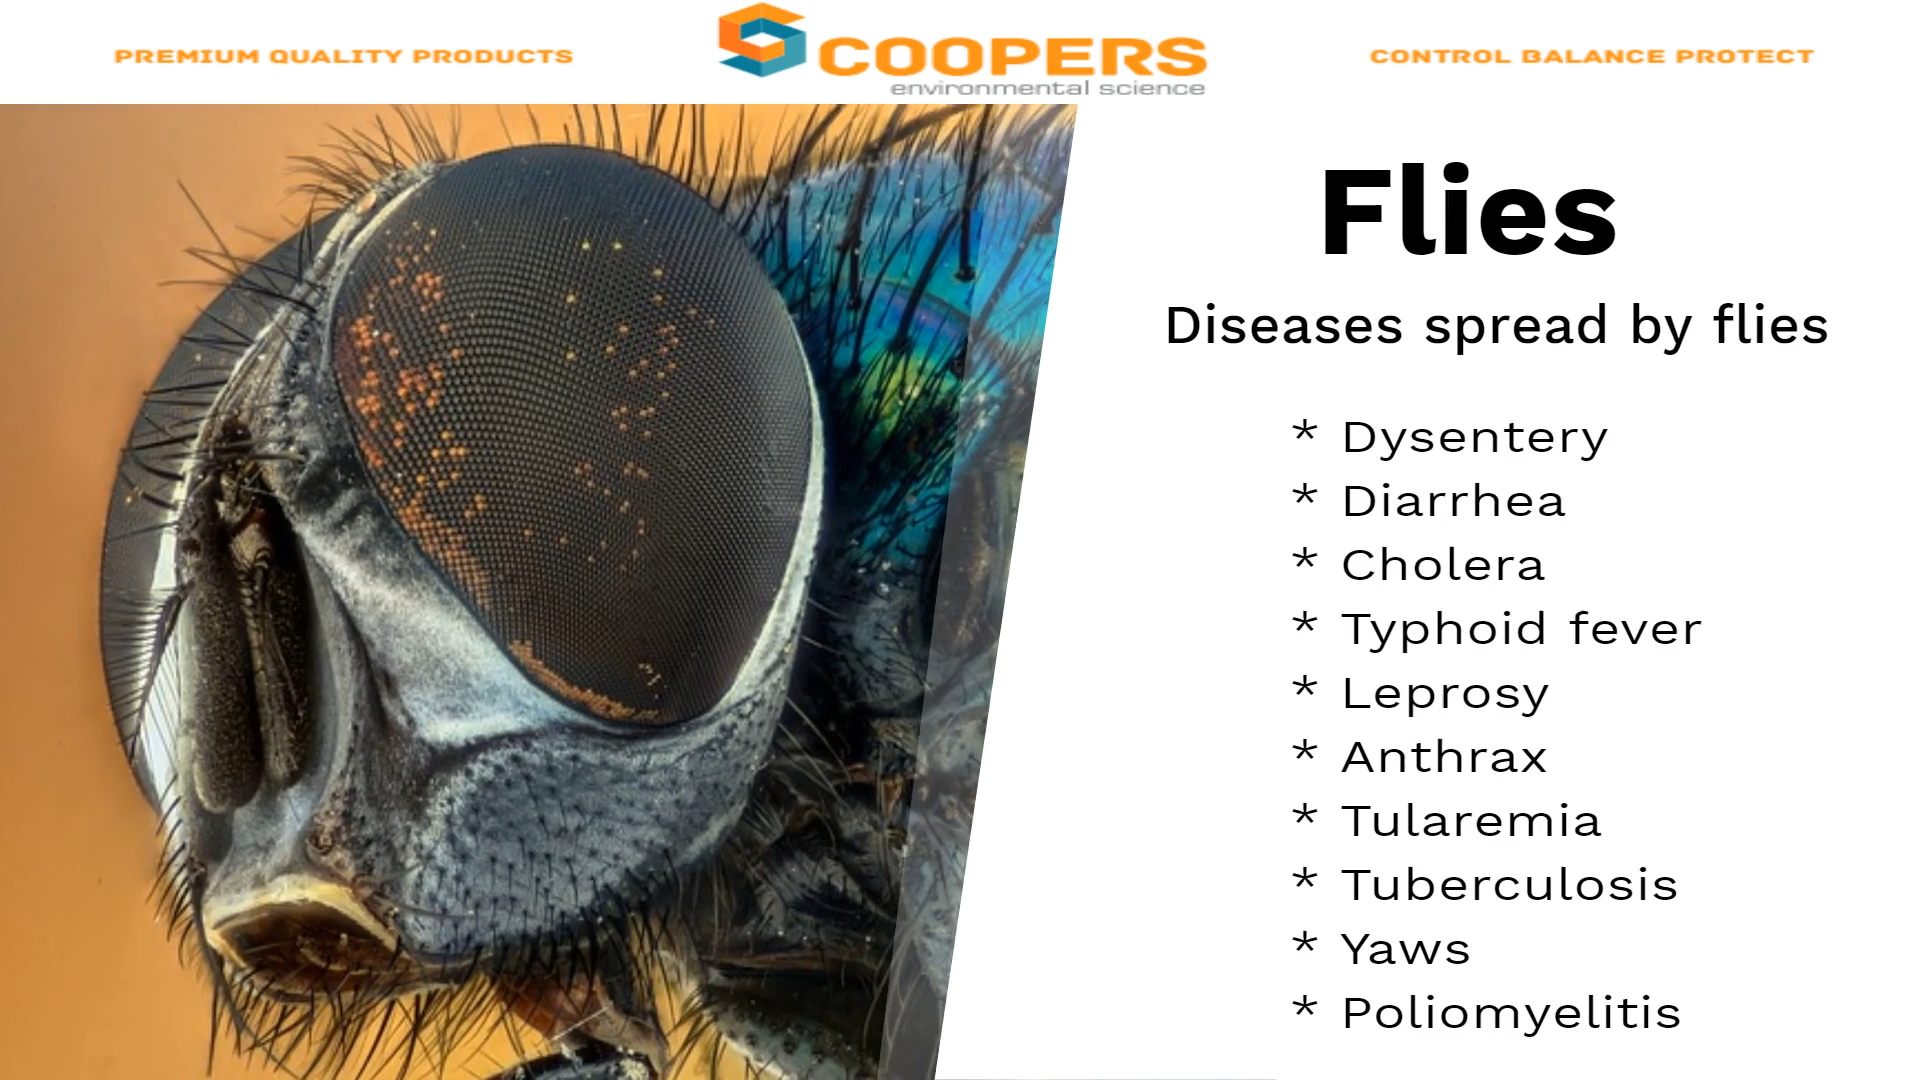 PREMIUM QUALITY PRODUCTS
COOPERS
environmental science
CONTROL BALANCE PROTECT
Flies
Diseases spread by flies
* Dysentery
* Diarrhea
* Cholera
* Typhoid fever
* Leprosy
* Anthrax
* Tularemia
* Tuberculosis
* Yaws
* Poliomyelitis